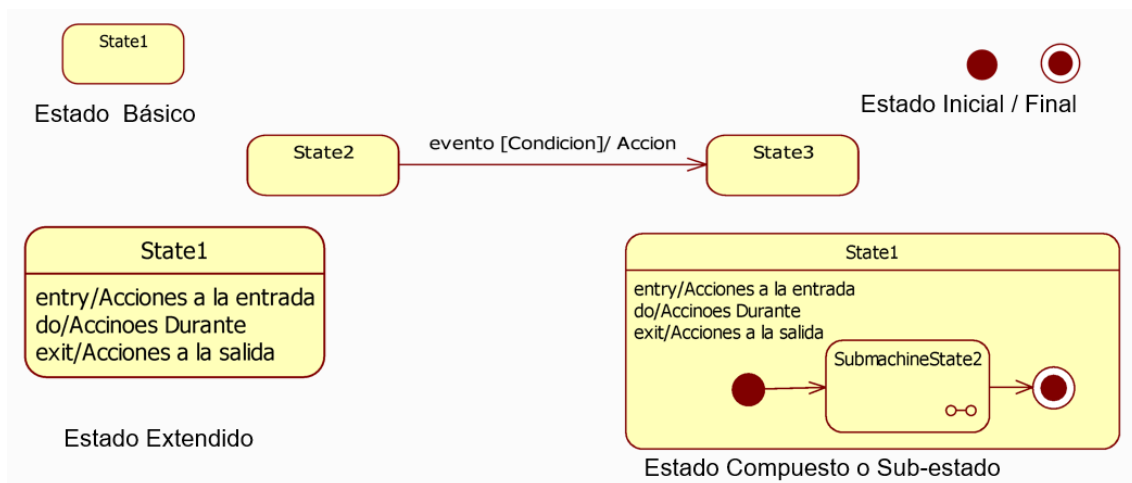 State1
Estado Básico
Estado Inicial / Final
State2
evento [Condicion]/ Accion
State3
State1
entry/Acciones a la entrada
do/Accinoes Durante
exit/Acciones a la salida
Estado Extendido
State1
entry/Acciones a la entrada
do/Accinoes Durante
exit/Acciones a la salida
SubmachineState2
Estado Compuesto o Sub-estado